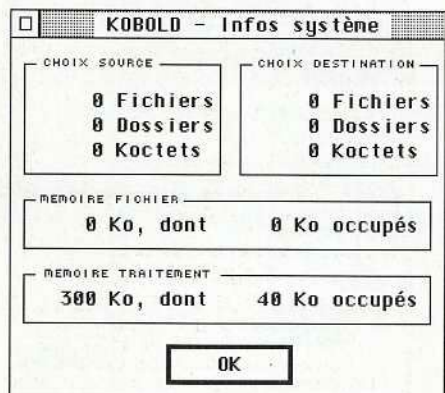 KOBOLD - Infos système
CHOIX SOURCE
0 Fichiers
0 Dossiers
0 Koctets
CHOIX DESTINATION
0 Fichiers
0 Dossiers
0 Koctets
MEMOIRE FICHIER
0 Ko, dont 0 Ko occupés
MEMOIRE TRAITEMENT
300 Ko, dont 40 Ko occupés
OK